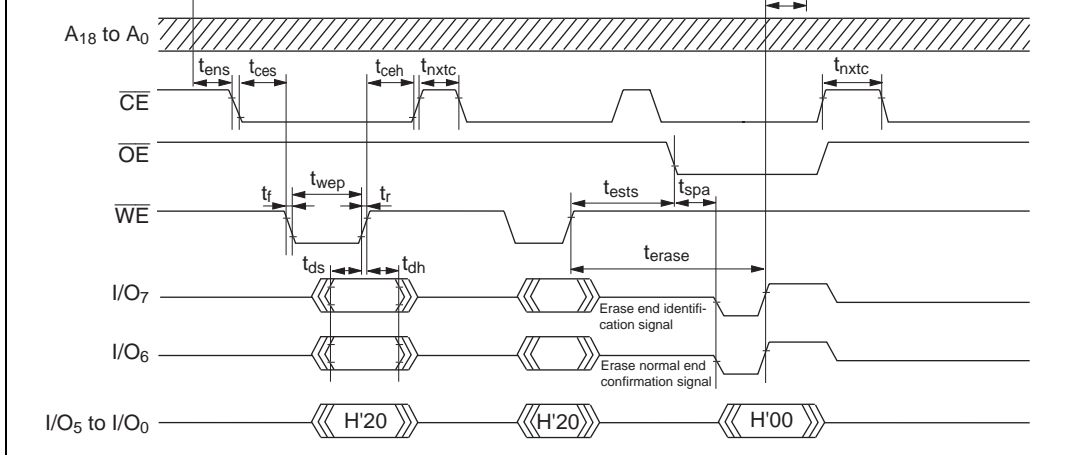 A18 to A0
tens
tces
tceh
tnxtc
tnxtc
CE
OE
twep
tests
tspa
tf
tr
WE
terase
tds
tdh
I/O7
Erase end identifi-
cation signal
I/O6
Erase normal end
confirmation signal
I/O5 to I/O0
H'20
H'20
H'00